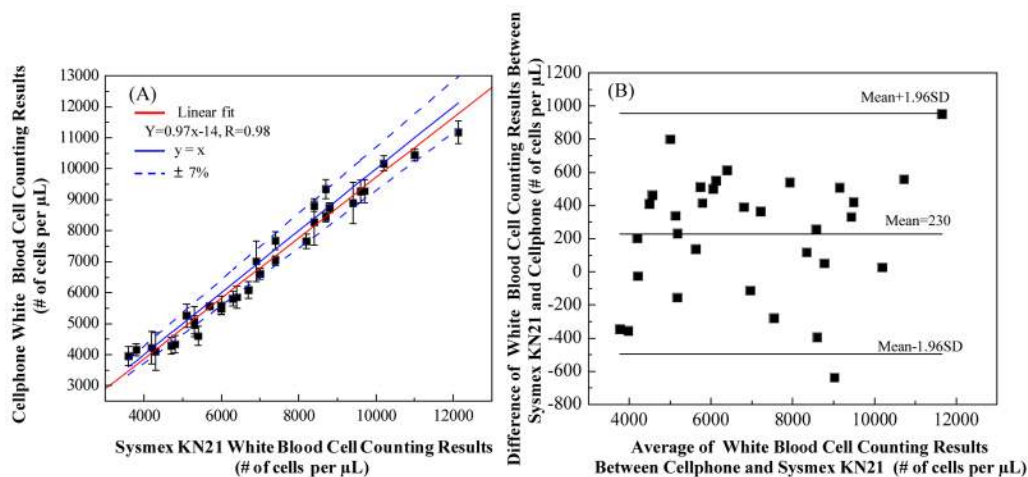 Cellphone White Blood Cell Counting Results
(# of cells per µL)
13000
12000
11000
10000
9000
8000
7000
6000
5000
4000
3000
(A)
Linear fit
Y=0.97x-14, R=0.98
y = x
± 7%
4000 6000 8000 10000 12000
Sysmex KN21 White Blood Cell Counting Results
(# of cells per µL)
Difference of White Blood Cell Counting Results Between
Sysmex KN21 and Cellphone (# of cells per µL)
1200
1000
800
600
400
200
0
-200
-400
-600
-800
(B)
Mean+1.96SD
Mean=230
Mean-1.96SD
4000 6000 8000 10000 12000
Average of White Blood Cell Counting Results
Between Cellphone and Sysmex KN21 (# of cells per µL)